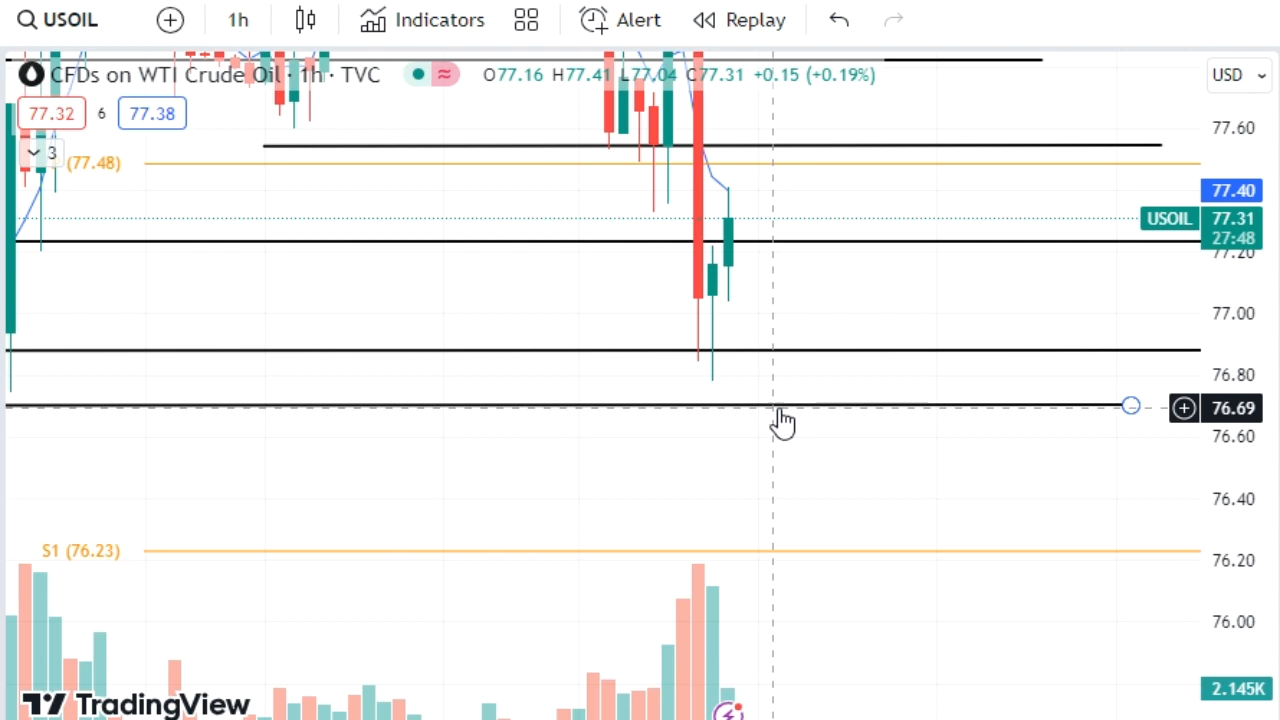 USOIL 1h Indicators Alert Replay
CFDs on WTI Crude Oil · 1h · TVC O77.16 H77.41 L77.04 C77.31 +0.15 (+0.19%) USD
77.32 6 77.38
77.60
3
(77.48)
77.40
USOIL 77.31
27:48
77.20
77.00
76.80
76.69
76.60
76.40
S1 (76.23)
76.20
76.00
2.145K
TradingView